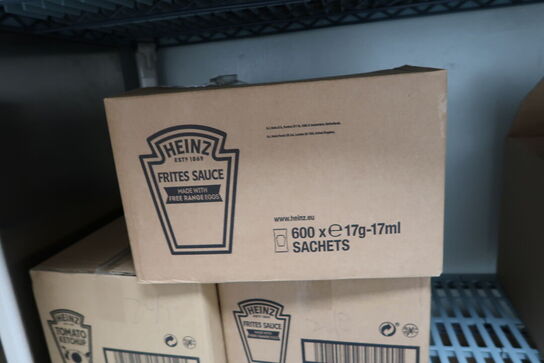 HEINZ
ESTD 1869
FRITES SAUCE
MADE WITH
FREE RANGE EGGS
www.heinz.eu
600 x ℮ 17g-17ml
SACHETS
HEINZ
TOMATO
KETCHUP
HEINZ
FRITES SAUCE